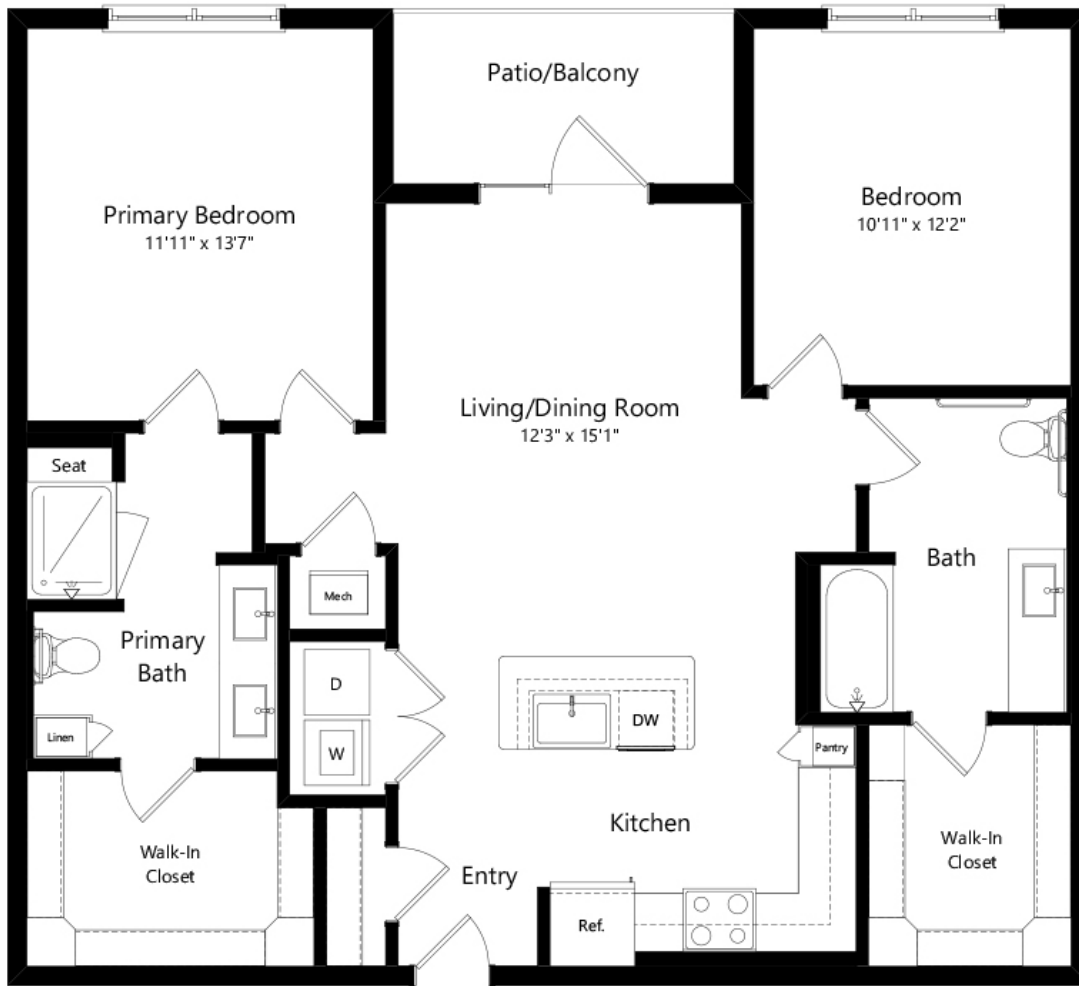 Patio/Balcony
Primary Bedroom
11'11" x 13'7"
Bedroom
10'11" x 12'2"
Living/Dining Room
12'3" x 15'1"
Seat
Bath
Mech
Primary
Bath
D
DW
Linen
W
Pantry
Kitchen
Walk-In
Closet
Entry
Walk-In
Closet
Ref.